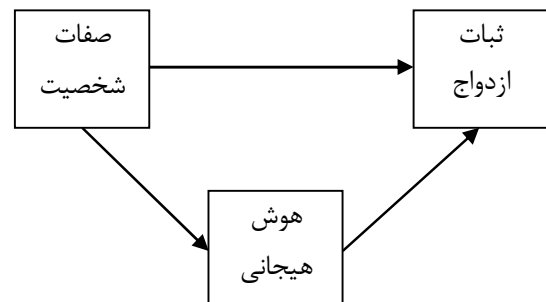 صفات
شخصیت
ثبات
ازدواج
هوش
هیجانی